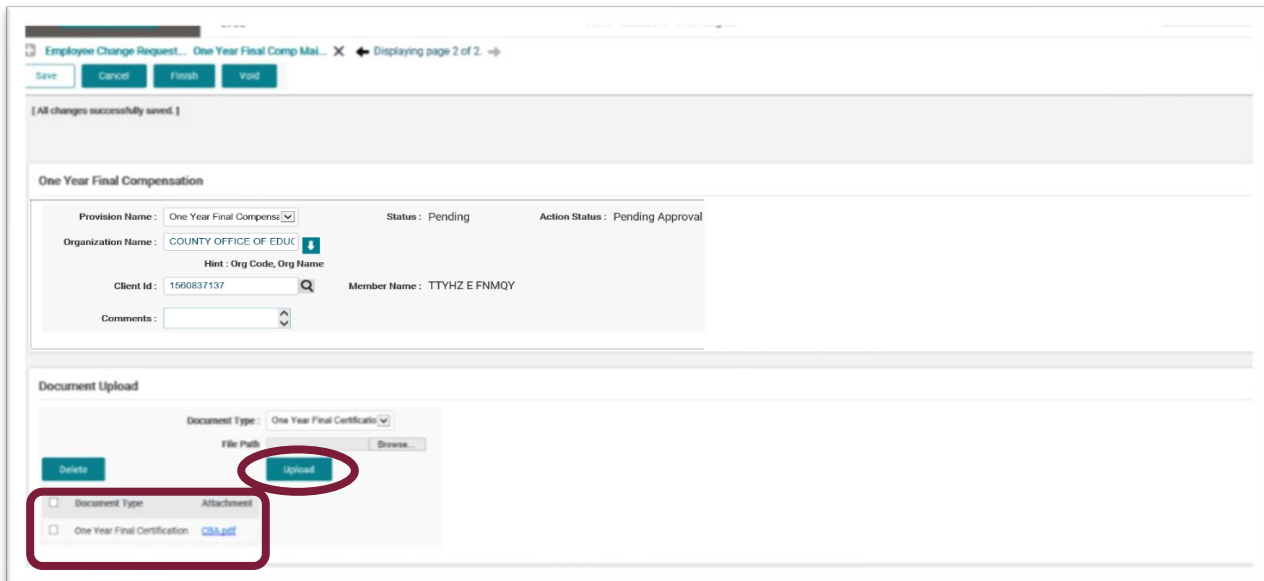 Employee Change Request... One Year Final Comp Mai... X Displaying page 2 of 2.
Save Cancel Finish Void
[ All changes successfully saved. ]
One Year Final Compensation
Provision Name : One Year Final Compensa Status : Pending Action Status : Pending Approval
Organization Name : COUNTY OFFICE OF EDUC
Hint : Org Code, Org Name
Client Id : 1560837137 Member Name : TTYHZ E FNMQY
Comments :
Document Upload
Document Type : One Year Final Certificatio
File Path Browse...
Delete Upload
Document Type Attachment
One Year Final Certification CBA.pdf